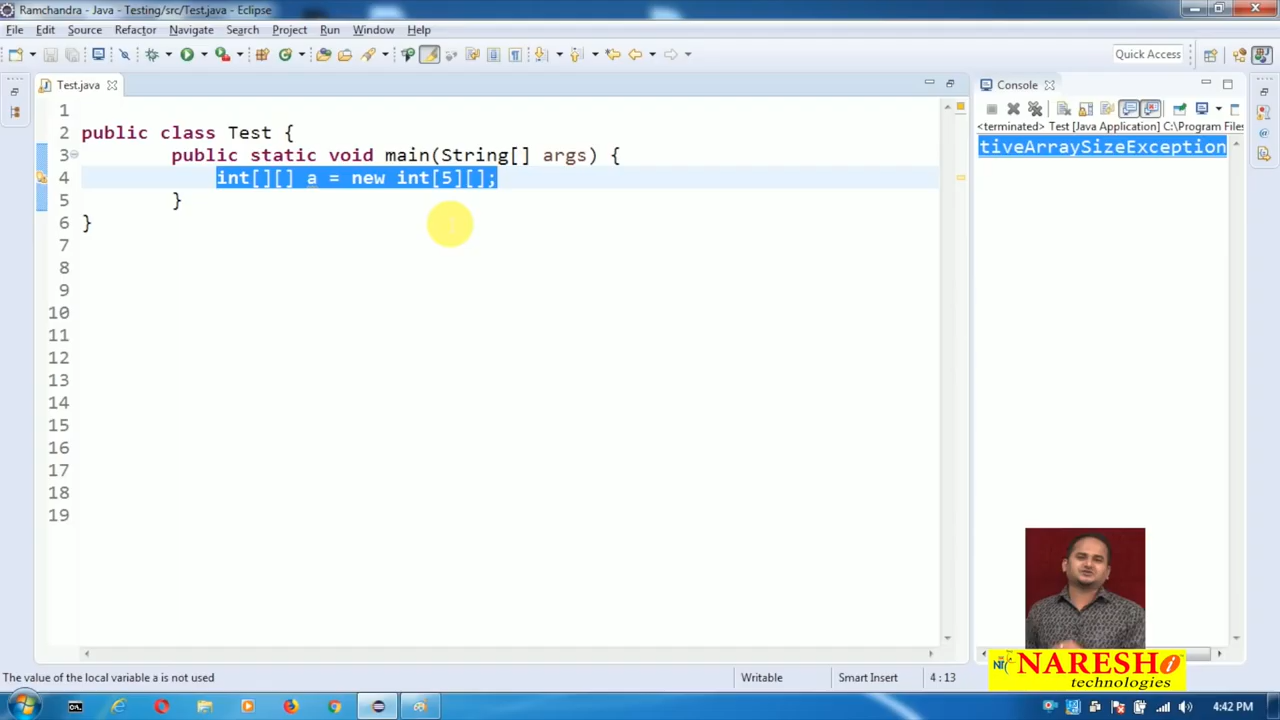 Ramchandra - Java - Testing/src/Test.java - Eclipse
File Edit Source Refactor Navigate Search Project Run Window Help
Quick Access
Test.java
Console
<terminated> Test [Java Application] C:\Program Files
tiveArraySizeException
1
2 public class Test {
3 public static void main(String[] args) {
4 int[][] a = new int[5][];
5 }
6 }
7
8
9
10
11
12
13
14
15
16
17
18
19
NARESH i
technologies
The value of the local variable a is not used
Writable
Smart Insert
4 : 13
4:42 PM